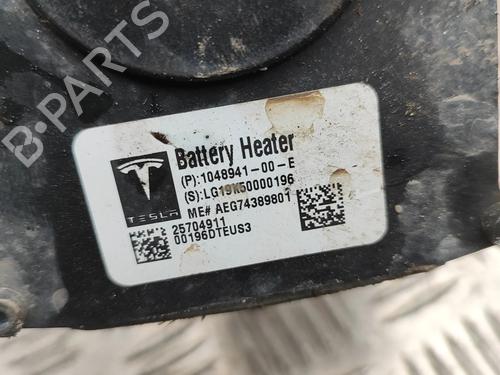 B-PARTS
Battery Heater
(P):1048941-00-E
(S):LG19K50000196
ME# AEG74389801
TESLA
25704911
00196DTEUS3